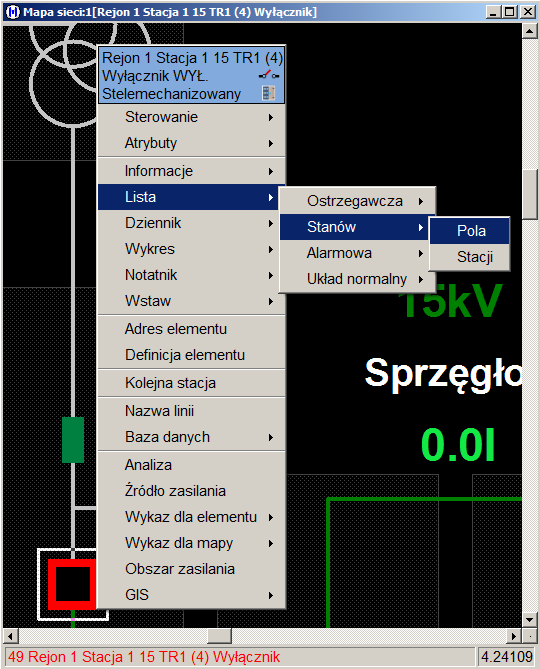 Mapa sieci:1[Rejon 1 Stacja 1 15 TR1 (4) Wyłącznik]
Rejon 1 Stacja 1 15 TR1 (4)
Wyłącznik WYŁ.
Stelemechanizowany
Sterowanie
Atrybuty
Informacje
Lista
Dziennik
Wykres
Notatnik
Wstaw
Adres elementu
Definicja elementu
Kolejna stacja
Nazwa linii
Baza danych
Analiza
Źródło zasilania
Wykaz dla elementu
Wykaz dla mapy
Obszar zasilania
GIS
Ostrzegawcza
Stanów
Alarmowa
Układ normalny
Pola
Stacji
15kV
Sprzęgło
0.0I
49 Rejon 1 Stacja 1 15 TR1 (4) Wyłącznik
4.24109